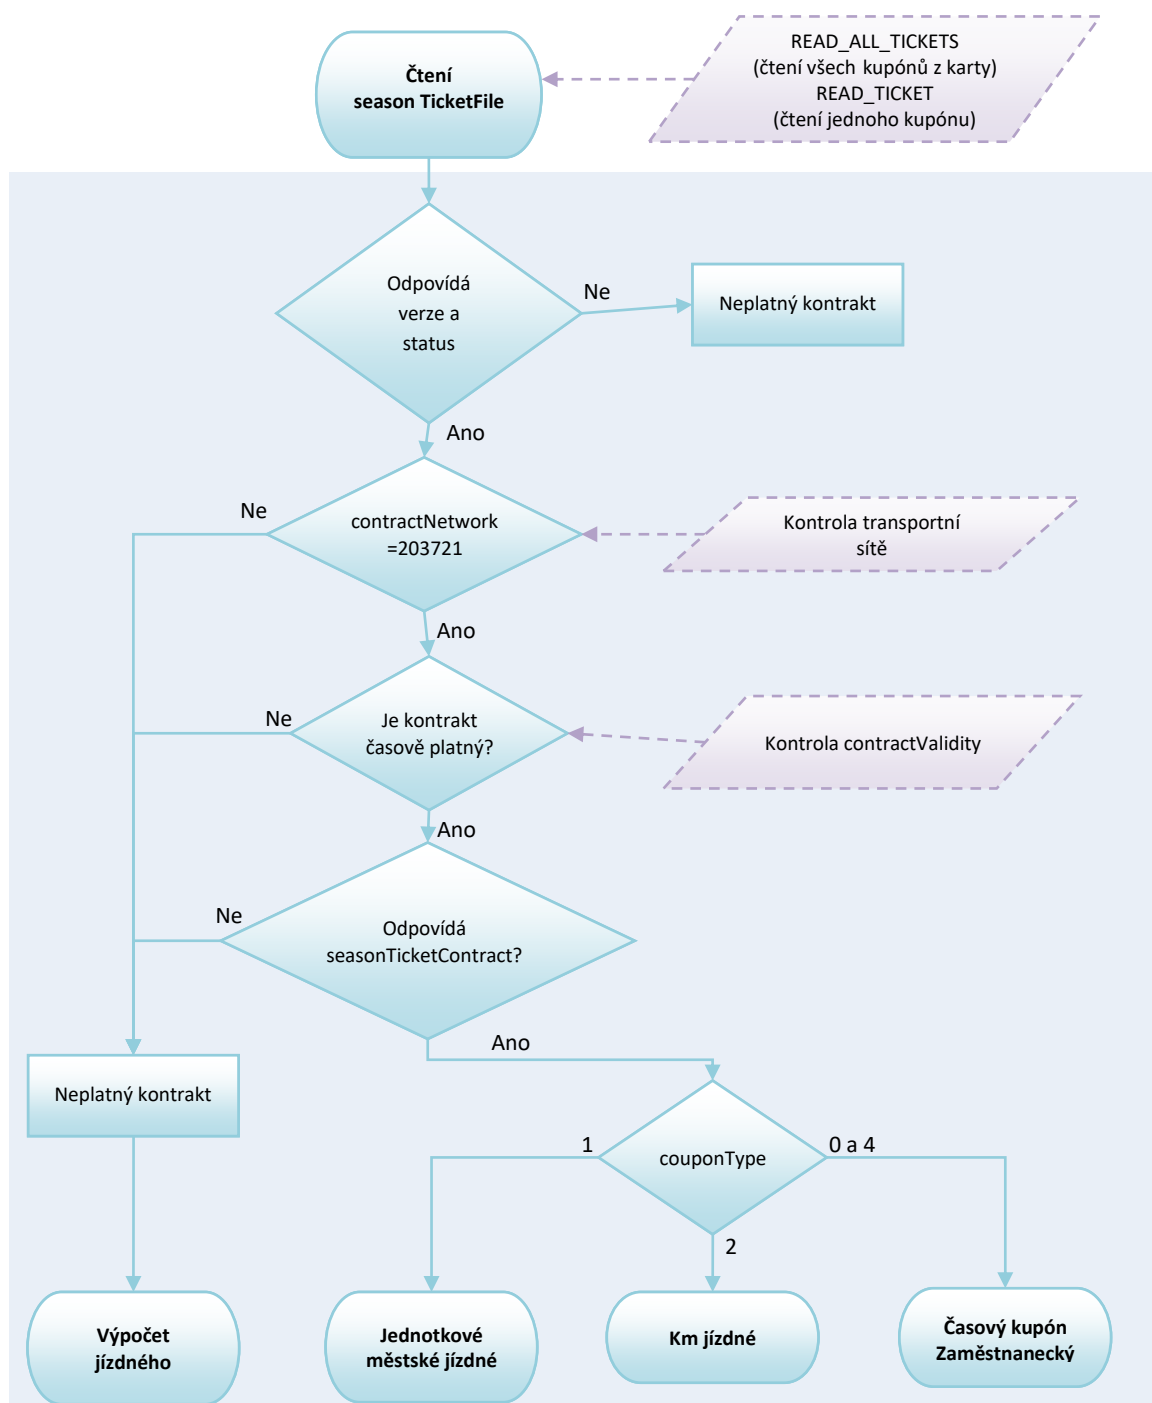 Čtení
season TicketFile
READ_ALL_TICKETS
(čtení všech kupónů z karty)
READ_TICKET
(čtení jednoho kupónu)
Odpovídá
verze a
status
Ne
Neplatný kontrakt
Ano
Ne
contractNetwork
=203721
Kontrola transportní
sítě
Ano
Ne
Je kontrakt
časově platný?
Kontrola contractValidity
Ano
Ne
Odpovídá
seasonTicketContract?
Ano
Neplatný kontrakt
1
couponType
0 a 4
2
Výpočet
jízdného
Jednotkové
městské jízdné
Km jízdné
Časový kupón
Zaměstnanecký